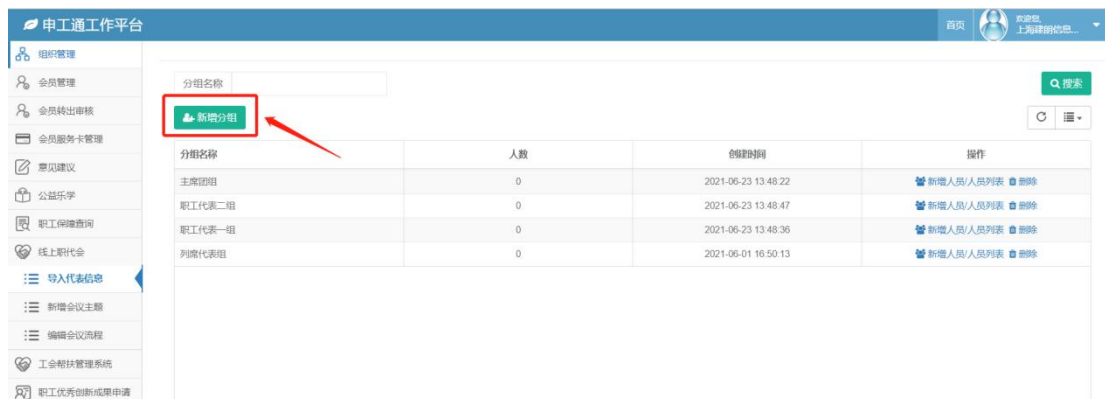 申工通工作平台
首页
欢迎您,
上海建朗信息...
组织管理
会员管理
会员转出审核
会员服务卡管理
意见建议
公益乐学
职工保障查询
线上职代会
导入代表信息
新增会议主题
编辑会议流程
工会帮扶管理系统
职工优秀创新成果申请
分组名称
搜索
新增分组
分组名称 人数 创建时间 操作
主席团组 0 2021-06-23 13:48:22 新增人员/人员列表 删除
职工代表二组 0 2021-06-23 13:48:47 新增人员/人员列表 删除
职工代表一组 0 2021-06-23 13:48:36 新增人员/人员列表 删除
列席代表组 0 2021-06-01 16:50:13 新增人员/人员列表 删除